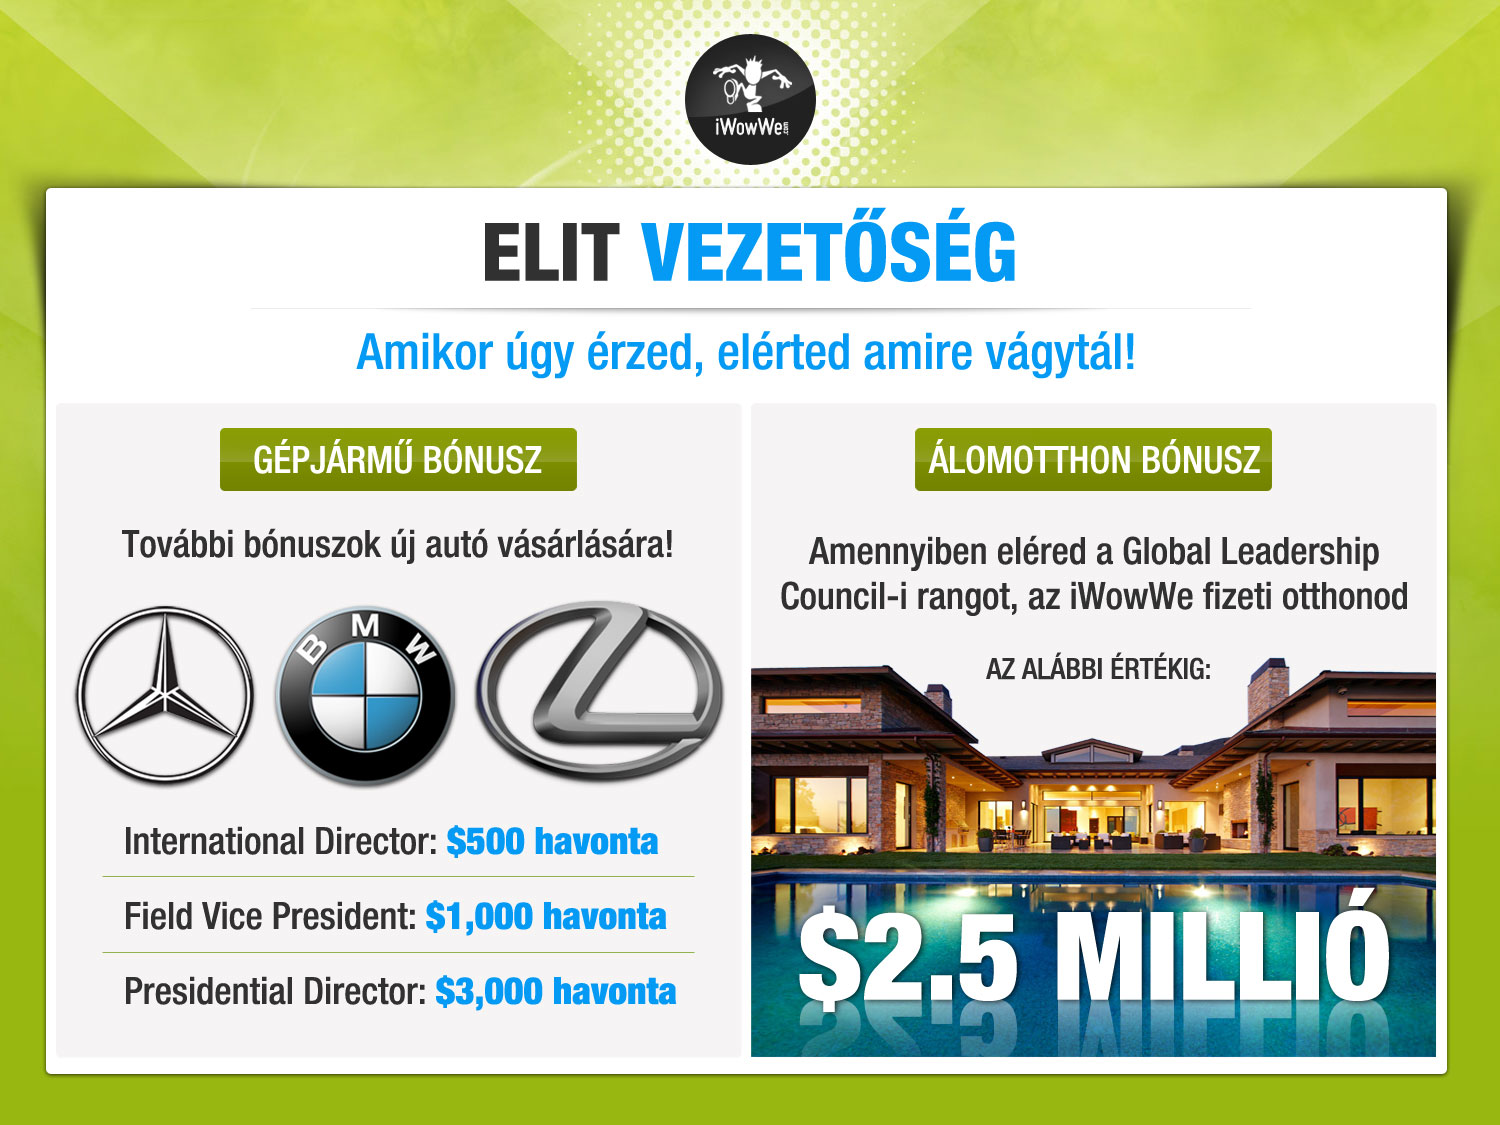 iWowWe.com
ELIT VEZETŐSÉG
Amikor úgy érzed, elérted amire vágytál!
GÉPJÁRMŰ BÓNUSZ
További bónuszok új autó vásárlására!
BMW
International Director: $500 havonta
Field Vice President: $1,000 havonta
Presidential Director: $3,000 havonta
ÁLOMOTTHON BÓNUSZ
Amennyiben eléred a Global Leadership
Council-i rangot, az iWowWe fizeti otthonod
AZ ALÁBBI ÉRTÉKIG:
$2.5 MILLIÓ